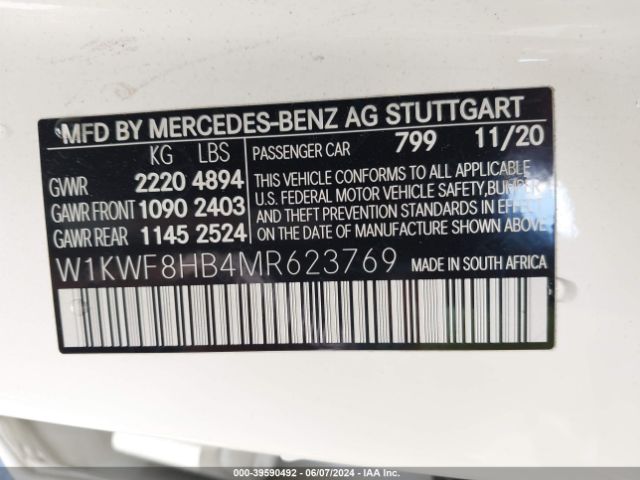 MFD BY MERCEDES-BENZ AG STUTTGART
KG LBS PASSENGER CAR 799 11/20
GVWR 2220 4894
GAWR FRONT 1090 2403
GAWR REAR 1145 2524
THIS VEHICLE CONFORMS TO ALL APPLICABLE
U.S. FEDERAL MOTOR VEHICLE SAFETY, BUMPER
AND THEFT PREVENTION STANDARDS IN EFFECT
ON DATE OF MANUFACTURE SHOWN ABOVE.
W1KWF8HB4MR623769 MADE IN SOUTH AFRICA
000-39590492 - 06/07/2024 - IAA Inc.